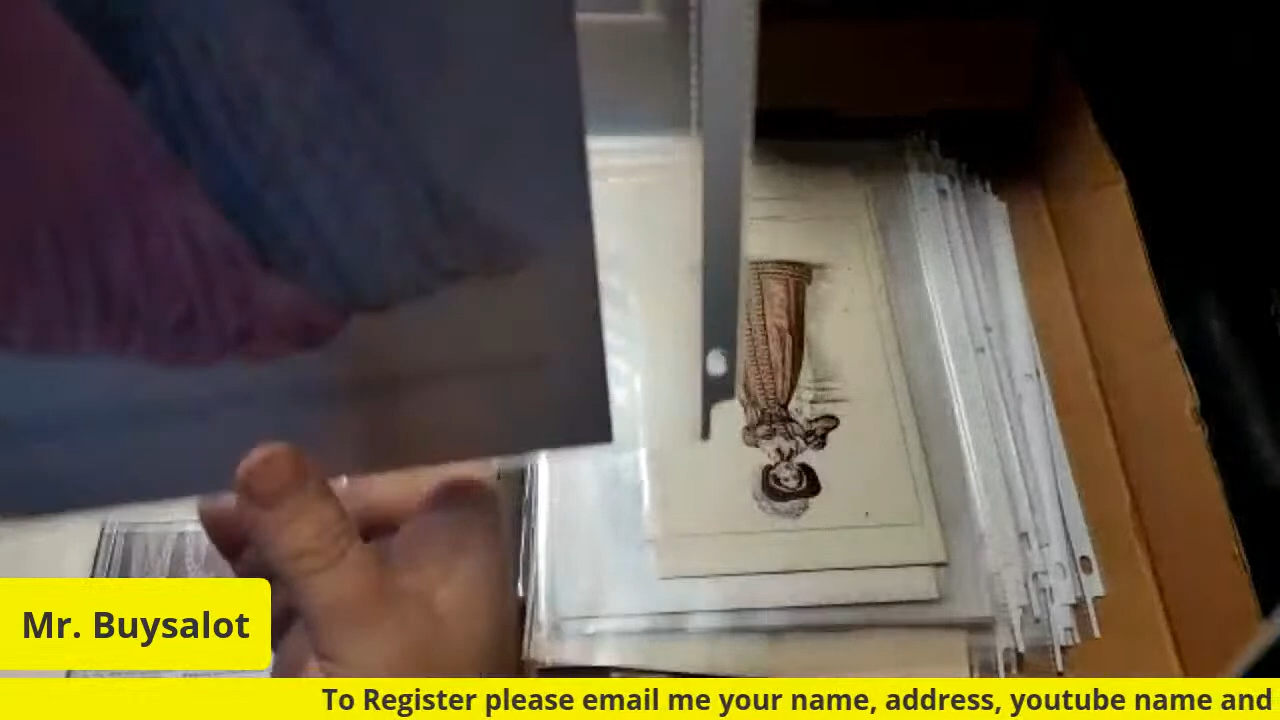 Mr. Buysalot
To Register please email me your name, address, youtube name and